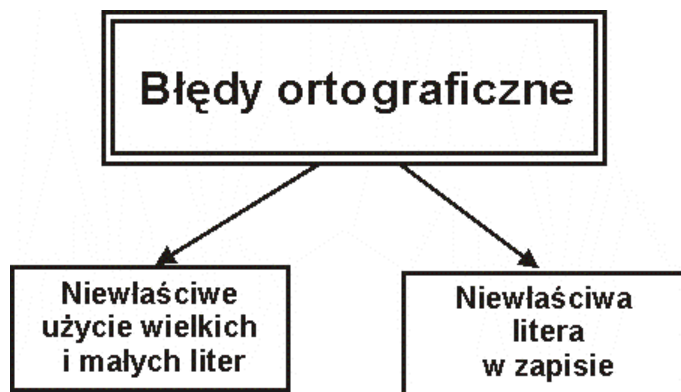 Błędy ortograficzne
Niewłaściwe
użycie wielkich
i małych liter
Niewłaściwa
litera
w zapisie